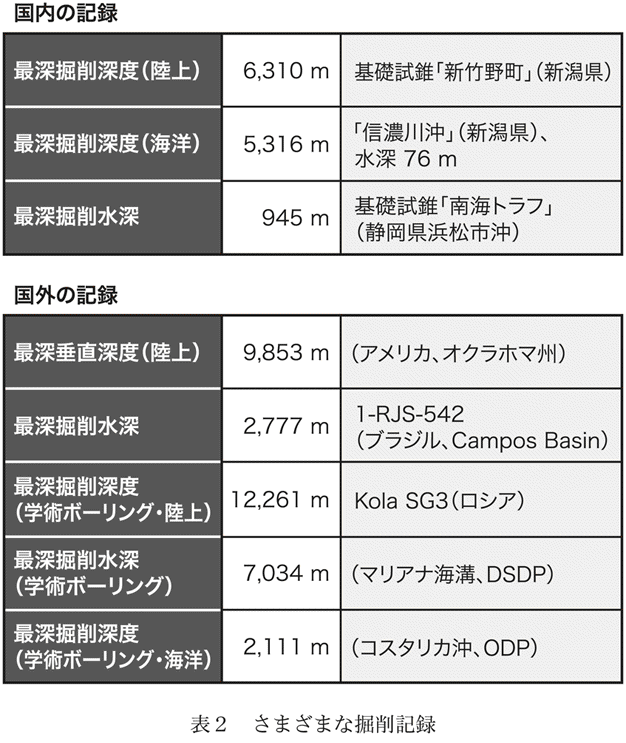 国内の記録
最深掘削深度（陸上）
6,310 m
基礎試錐「新竹野町」（新潟県）
最深掘削深度（海洋）
5,316 m
「信濃川沖」（新潟県）、
水深 76 m
最深掘削水深
945 m
基礎試錐「南海トラフ」
（静岡県浜松市沖）
国外の記録
最深垂直深度（陸上）
9,853 m
（アメリカ、オクラホマ州）
最深掘削水深
2,777 m
1-RJS-542
（ブラジル、Campos Basin）
最深掘削深度
（学術ボーリング・陸上）
12,261 m
Kola SG3（ロシア）
最深掘削水深
（学術ボーリング）
7,034 m
（マリアナ海溝、DSDP）
最深掘削深度
（学術ボーリング・海洋）
2,111 m
（コスタリカ沖、ODP）
表２　さまざまな掘削記録